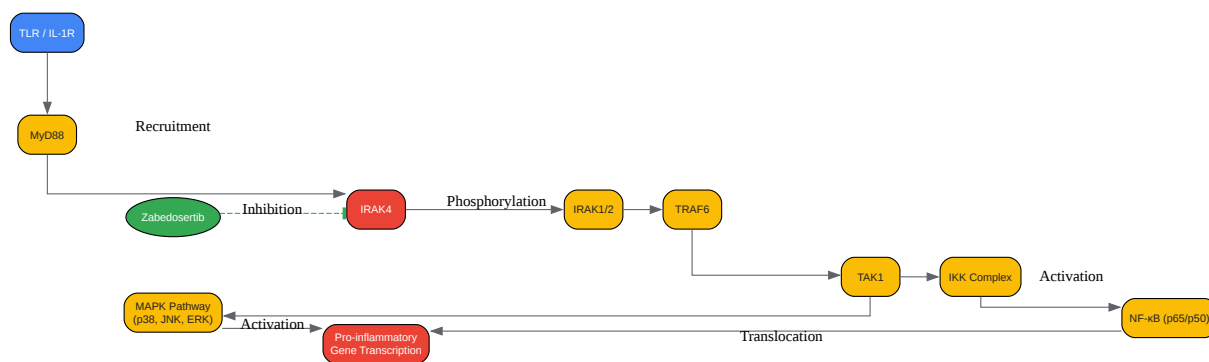 TLR / IL-1R
MyD88
Recruitment
Zabedosertib
Inhibition
IRAK4
Phosphorylation
IRAK1/2
TRAF6
TAK1
IKK Complex
Activation
MAPK Pathway
(p38, JNK, ERK)
Activation
Pro-inflammatory
Gene Transcription
Translocation
NF-κB (p65/p50)